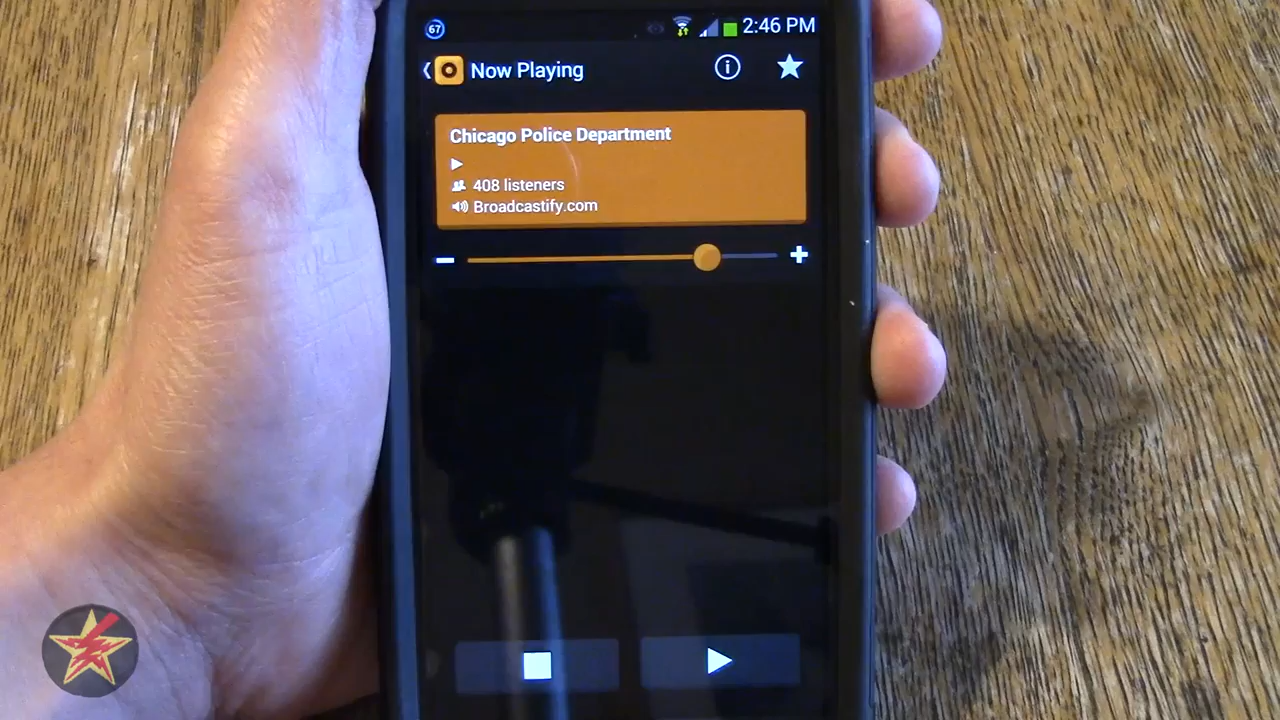 67
2:46 PM
Now Playing
Chicago Police Department
408 listeners
Broadcastify.com